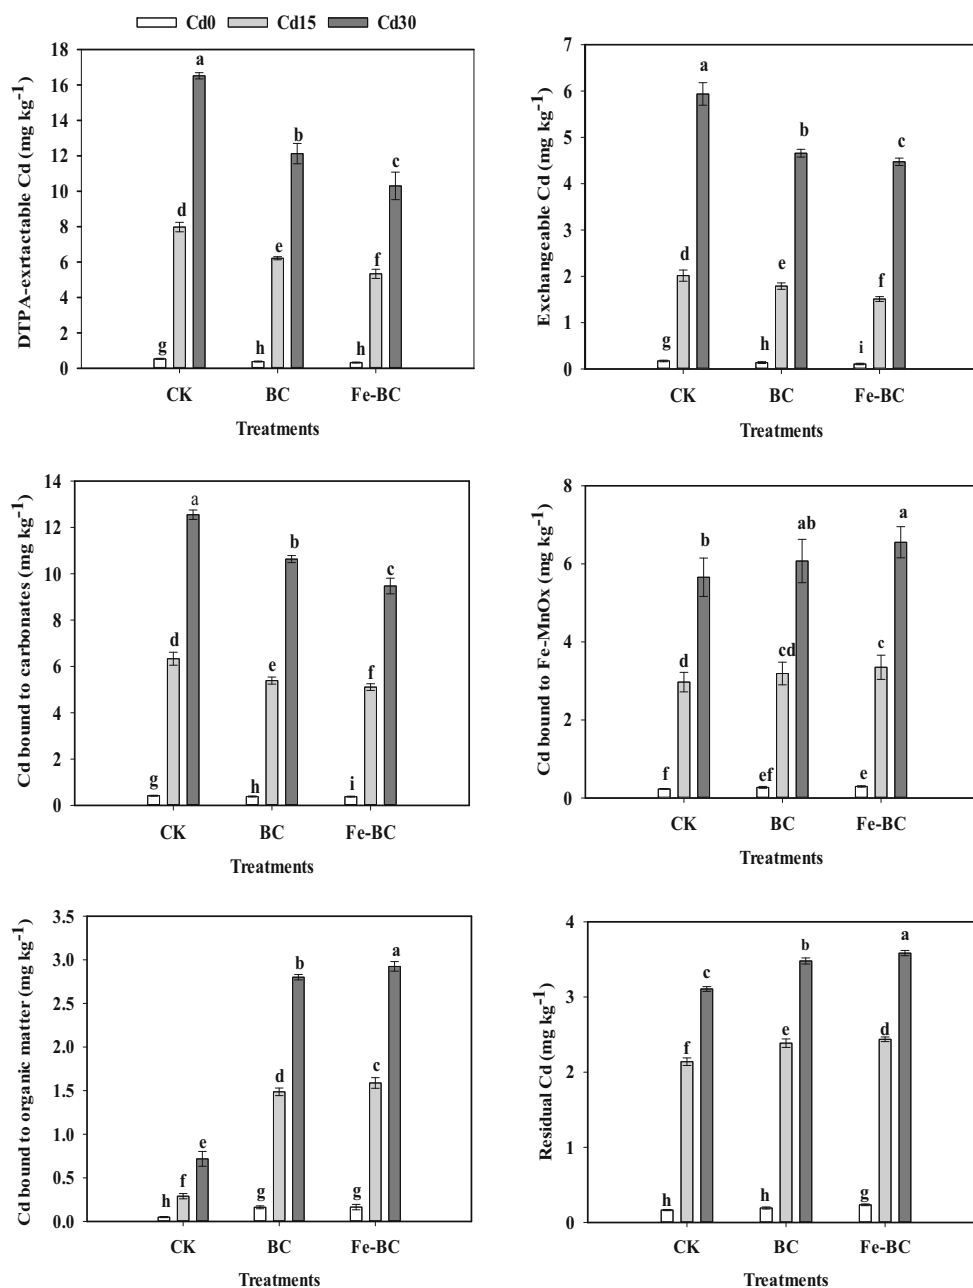 Cd0 Cd15 Cd30
DTPA-exrtactable Cd (mg kg-1)
18
16
14
12
10
8
6
4
2
0
g
d
a
h
e
b
h
f
c
CK BC Fe-BC
Treatments
Exchangeable Cd (mg kg-1)
7
6
5
4
3
2
1
0
g
d
a
h
e
b
i
f
c
CK BC Fe-BC
Treatments
Cd bound to carbonates (mg kg-1)
14
12
10
8
6
4
2
0
g
d
a
h
e
b
i
f
c
CK BC Fe-BC
Treatments
Cd bound to Fe-MnOx (mg kg-1)
8
6
4
2
0
f
d
b
ef
cd
ab
e
c
a
CK BC Fe-BC
Treatments
Cd bound to organic matter (mg kg-1)
3.5
3.0
2.5
2.0
1.5
1.0
0.5
0.0
h
f
e
g
d
b
g
c
a
CK BC Fe-BC
Treatments
Residual Cd (mg kg-1)
4
3
2
1
0
h
f
c
h
e
b
g
d
a
CK BC Fe-BC
Treatments